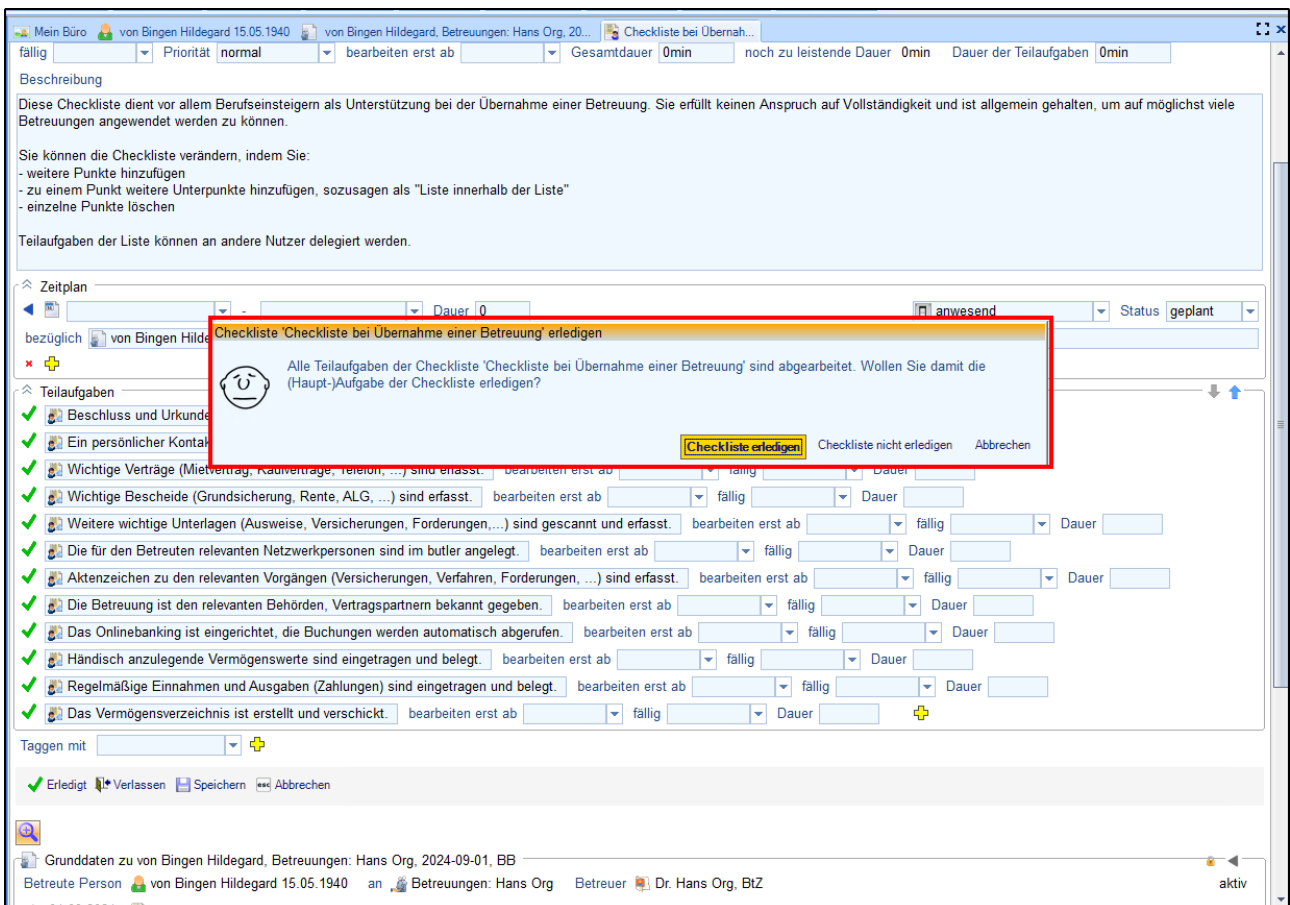 Mein Büro von Bingen Hildegard 15.05.1940 von Bingen Hildegard, Betreuungen: Hans Org, 20... Checkliste bei Übernah...
fällig Priorität normal bearbeiten erst ab Gesamtdauer 0min noch zu leistende Dauer 0min Dauer der Teilaufgaben 0min
Beschreibung
Diese Checkliste dient vor allem Berufseinsteigern als Unterstützung bei der Übernahme einer Betreuung. Sie erfüllt keinen Anspruch auf Vollständigkeit und ist allgemein gehalten, um auf möglichst viele
Betreuungen angewendet werden zu können.
Sie können die Checkliste verändern, indem Sie:
- weitere Punkte hinzufügen
- zu einem Punkt weitere Unterpunkte hinzufügen, sozusagen als "Liste innerhalb der Liste"
- einzelne Punkte löschen
Teilaufgaben der Liste können an andere Nutzer delegiert werden.
Zeitplan
- Dauer 0 anwesend Status geplant
bezüglich von Bingen Hilde
Checkliste 'Checkliste bei Übernahme einer Betreuung' erledigen
Alle Teilaufgaben der Checkliste 'Checkliste bei Übernahme einer Betreuung' sind abgearbeitet. Wollen Sie damit die
(Haupt-)Aufgabe der Checkliste erledigen?
Checkliste erledigen Checkliste nicht erledigen Abbrechen
Teilaufgaben
Beschluss und Urkunde
Ein persönlicher Kontak
Wichtige Verträge (Mietvertrag, Kaufverträge, Telefon, ...) sind erfasst. bearbeiten erst ab fällig Dauer
Wichtige Bescheide (Grundsicherung, Rente, ALG, ...) sind erfasst. bearbeiten erst ab fällig Dauer
Weitere wichtige Unterlagen (Ausweise, Versicherungen, Forderungen,...) sind gescannt und erfasst. bearbeiten erst ab fällig Dauer
Die für den Betreuten relevanten Netzwerkpersonen sind im butler angelegt. bearbeiten erst ab fällig Dauer
Aktenzeichen zu den relevanten Vorgängen (Versicherungen, Verfahren, Forderungen, ...) sind erfasst. bearbeiten erst ab fällig Dauer
Die Betreuung ist den relevanten Behörden, Vertragspartnern bekannt gegeben. bearbeiten erst ab fällig Dauer
Das Onlinebanking ist eingerichtet, die Buchungen werden automatisch abgerufen. bearbeiten erst ab fällig Dauer
Händisch anzulegende Vermögenswerte sind eingetragen und belegt. bearbeiten erst ab fällig Dauer
Regelmäßige Einnahmen und Ausgaben (Zahlungen) sind eingetragen und belegt. bearbeiten erst ab fällig Dauer
Das Vermögensverzeichnis ist erstellt und verschickt. bearbeiten erst ab fällig Dauer
Taggen mit
Erledigt Verlassen Speichern esc Abbrechen
Grunddaten zu von Bingen Hildegard, Betreuungen: Hans Org, 2024-09-01, BB
Betreute Person von Bingen Hildegard 15.05.1940 an Betreuungen: Hans Org Betreuer Dr. Hans Org, BtZ aktiv